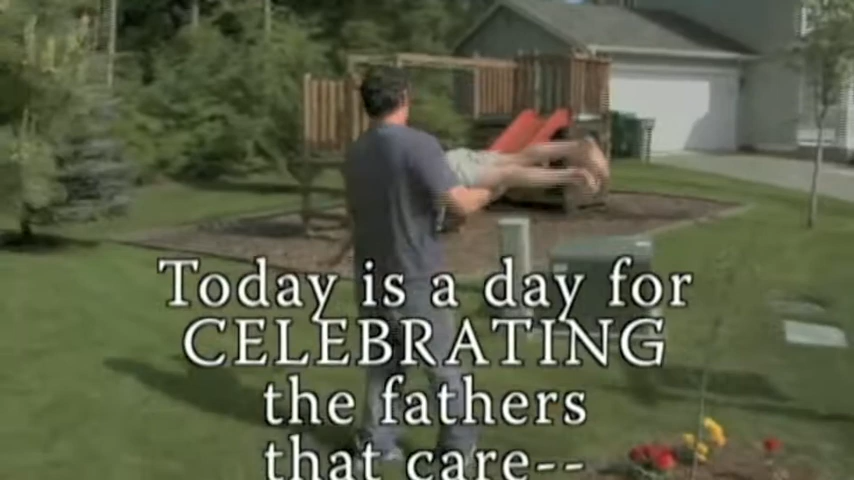 Today is a day for
CELEBRATING
the fathers
that care--